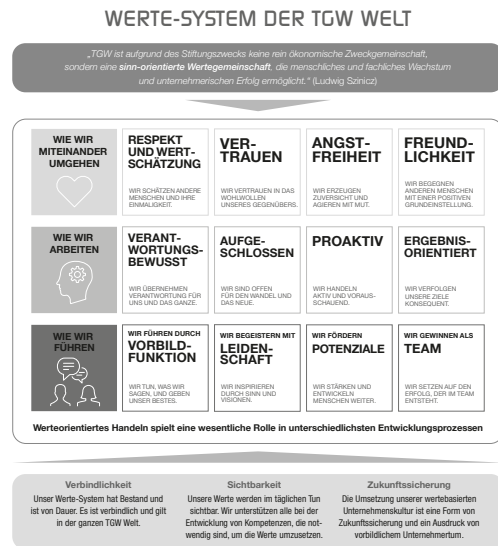 WERTE-SYSTEM DER TGW WELT
„TGW ist aufgrund des Stiftungszwecks keine rein ökonomische Zweckgemeinschaft,
sondern eine sinn-orientierte Wertegemeinschaft, die menschliches und fachliches Wachstum
und unternehmerischen Erfolg ermöglicht.“ (Ludwig Szinicz)
WIE WIR
MITEINANDER
UMGEHEN
RESPEKT
UND WERT-
SCHÄTZUNG
WIR SCHÄTZEN ANDERE
MENSCHEN UND IHRE
EINMALIGKEIT.
VER-
TRAUEN
WIR VERTRAUEN IN DAS
WOHLWOLLEN
UNSERES GEGENÜBERS.
ANGST-
FREIHEIT
WIR ERZEUGEN
ZUVERSICHT UND
AGIEREN MIT MUT.
FREUND-
LICHKEIT
WIR BEGEGNEN
ANDEREN MENSCHEN
MIT EINER POSITIVEN
GRUNDEINSTELLUNG.
WIE WIR
ARBEITEN
VERANT-
WORTUNGS-
BEWUSST
WIR ÜBERNEHMEN
VERANTWORTUNG FÜR
UNS UND DAS GANZE.
AUFGE-
SCHLOSSEN
WIR SIND OFFEN
FÜR DEN WANDEL UND
DAS NEUE.
PROAKTIV
WIR HANDELN
AKTIV UND VORAUS-
SCHAUEND.
ERGEBNIS-
ORIENTIERT
WIR VERFOLGEN
UNSERE ZIELE
KONSEQUENT.
WIE WIR
FÜHREN
WIR FÜHREN DURCH
VORBILD-
FUNKTION
WIR TUN, WAS WIR
SAGEN, UND GEBEN
UNSER BESTES.
WIR BEGEISTERN MIT
LEIDEN-
SCHAFT
WIR INSPIRIEREN
DURCH SINN UND
VISIONEN.
WIR FÖRDERN
POTENZIALE
WIR STÄRKEN UND
ENTWICKELN
MENSCHEN WEITER.
WIR GEWINNEN ALS
TEAM
WIR SETZEN AUF DEN
ERFOLG, DER IM TEAM
ENTSTEHT.
Werteorientiertes Handeln spielt eine wesentliche Rolle in unterschiedlichsten Entwicklungsprozessen
Verbindlichkeit
Unser Werte-System hat Bestand und
ist von Dauer. Es ist verbindlich und gilt
in der ganzen TGW Welt.
Sichtbarkeit
Unsere Werte werden im täglichen Tun
sichtbar. Wir unterstützen alle bei der
Entwicklung von Kompetenzen, die not-
wendig sind, um die Werte umzusetzen.
Zukunftssicherung
Die Umsetzung unserer wertebasierten
Unternehmenskultur ist eine Form von
Zukunftssicherung und ein Ausdruck von
vorbildlichem Unternehmertum.